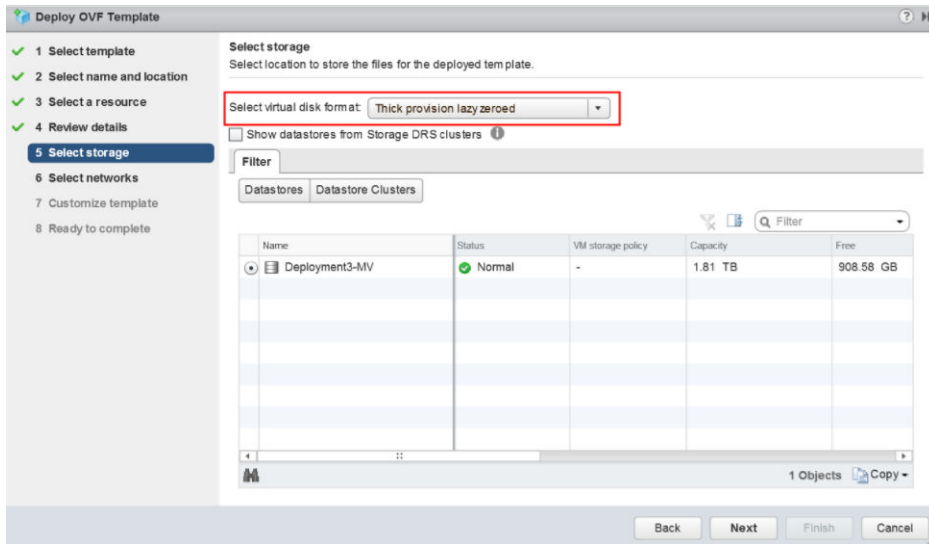 Deploy OVF Template
1 Select template
2 Select name and location
3 Select a resource
4 Review details
5 Select storage
6 Select networks
7 Customize template
8 Ready to complete
Select storage
Select location to store the files for the deployed template.
Select virtual disk format: Thick provision lazy zeroed
Show datastores from Storage DRS clusters
Filter
Datastores Datastore Clusters
Filter
Name Status VM storage policy Capacity Free
Deployment3-MV Normal - 1.81 TB 908.58 GB
1 Objects Copy
Back Next Finish Cancel